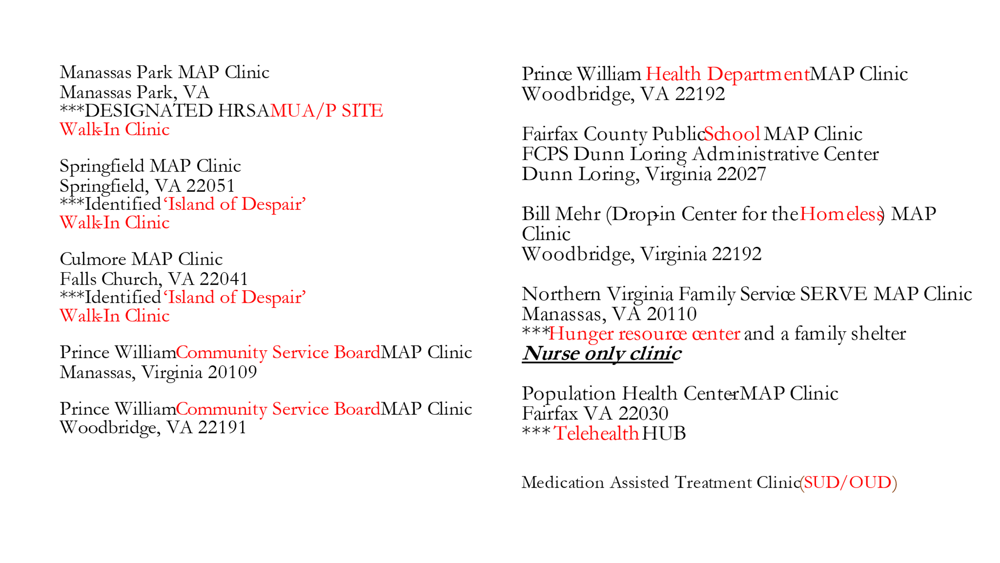 Manassas Park MAP Clinic
Manassas Park, VA
***DESIGNATED HRSA MUA/P SITE
Walk-In Clinic
Springfield MAP Clinic
Springfield, VA 22051
***Identified ‘Island of Despair’
Walk-In Clinic
Culmore MAP Clinic
Falls Church, VA 22041
***Identified ‘Island of Despair’
Walk-In Clinic
Prince William Community Service Board MAP Clinic
Manassas, Virginia 20109
Prince William Community Service Board MAP Clinic
Woodbridge, VA 22191
Prince William Health Department MAP Clinic
Woodbridge, VA 22192
Fairfax County Public School MAP Clinic
FCPS Dunn Loring Administrative Center
Dunn Loring, Virginia 22027
Bill Mehr (Drop-in Center for the Homeless) MAP
Clinic
Woodbridge, Virginia 22192
Northern Virginia Family Service SERVE MAP Clinic
Manassas, VA 20110
***Hunger resource center and a family shelter
Nurse only clinic
Population Health Center-MAP Clinic
Fairfax VA 22030
*** Telehealth HUB
Medication Assisted Treatment Clinic (SUD/OUD)